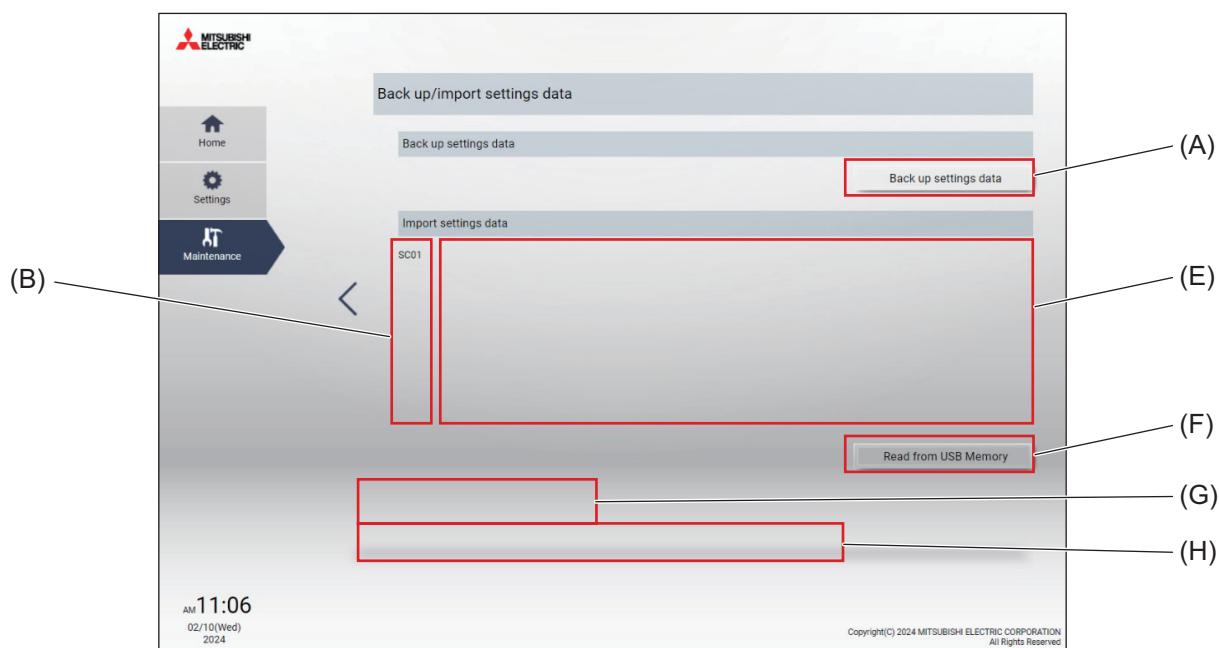 MITSUBISHI
ELECTRIC
Back up/import settings data
Home
Back up settings data
(A)
Back up settings data
Settings
Import settings data
Maintenance
SC01
(B)
(E)
(F)
Read from USB Memory
(G)
(H)
AM 11:06
02/10(Wed)
2024
Copyright(C) 2024 MITSUBISHI ELECTRIC CORPORATION
All Rights Reserved